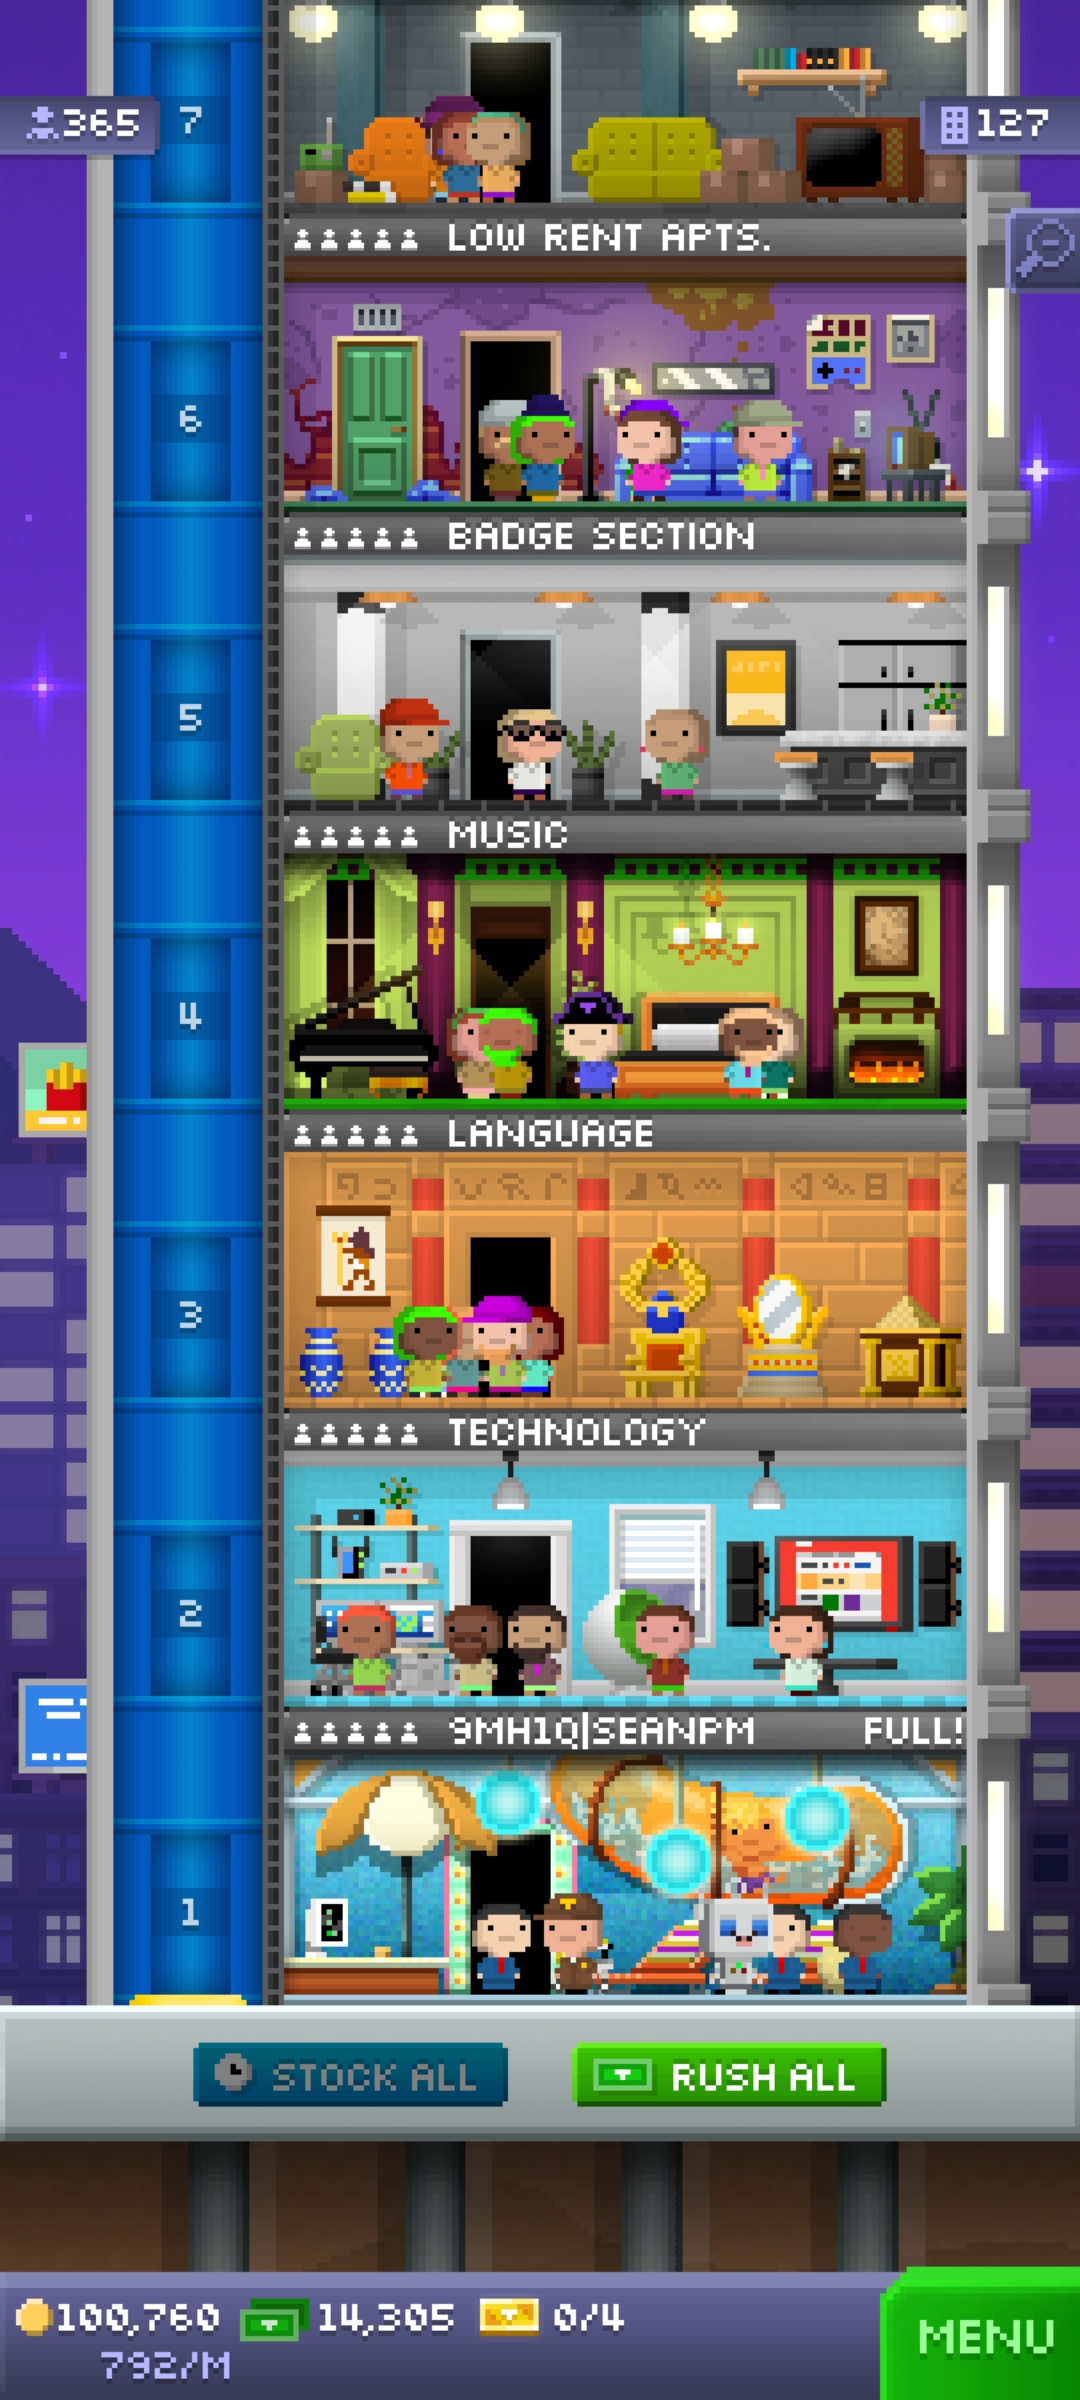 7
365
127
LOW RENT APTS.
6
BADGE SECTION
5
MUSIC
4
LANGUAGE
3
TECHNOLOGY
2
9MH1Q|SEANPM FULL!
1
STOCK ALL
RUSH ALL
100,760 14,305 0/4
792/M
MENU